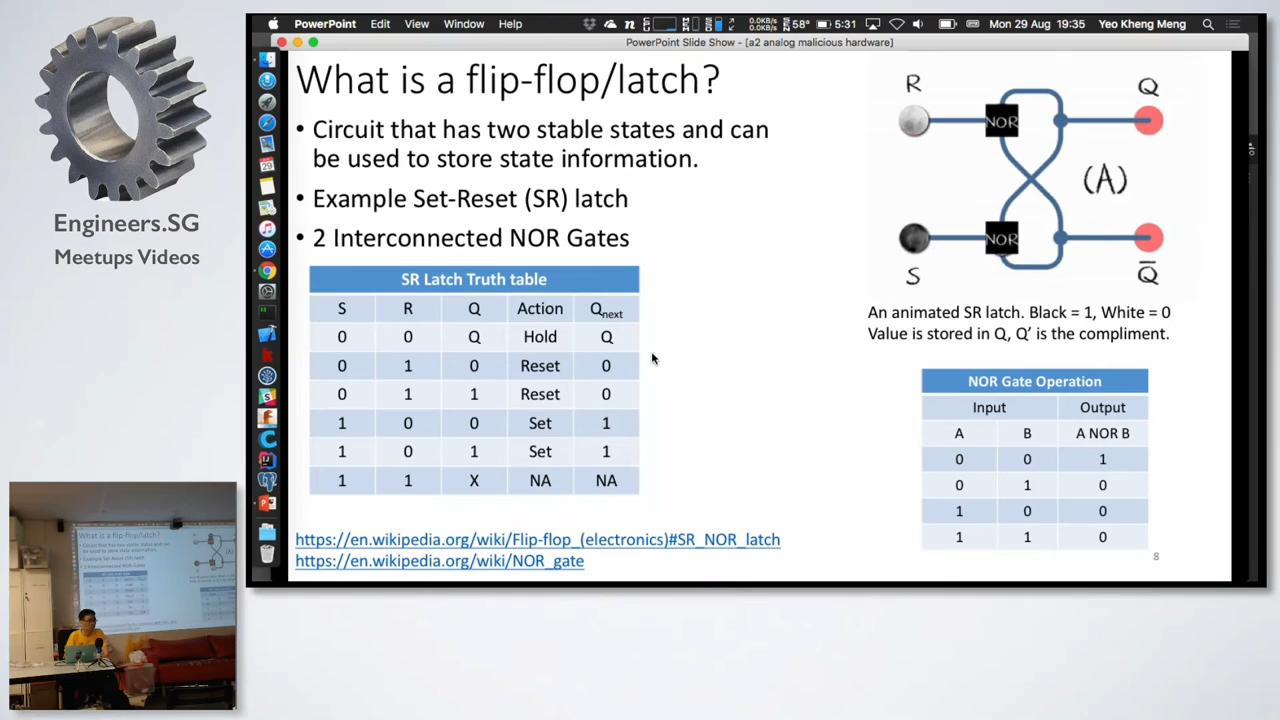 PowerPoint Edit View Window Help
0.0KB/s
0.0KB/s
58° 5:31 Mon 29 Aug 19:35 Yeo Kheng Meng
PowerPoint Slide Show - [a2 analog malicious hardware]
Engineers.SG
Meetups Videos
What is a flip-flop/latch?
• Circuit that has two stable states and can
be used to store state information.
• Example Set-Reset (SR) latch
• 2 Interconnected NOR Gates
SR Latch Truth table
S R Q Action Qnext
0 0 Q Hold Q
0 1 0 Reset 0
0 1 1 Reset 0
1 0 0 Set 1
1 0 1 Set 1
1 1 X NA NA
https://en.wikipedia.org/wiki/Flip-flop_(electronics)#SR_NOR_latch
https://en.wikipedia.org/wiki/NOR_gate
R Q
NOR
(A)
NOR
S Q̅
An animated SR latch. Black = 1, White = 0
Value is stored in Q, Q’ is the compliment.
NOR Gate Operation
Input Output
A B A NOR B
0 0 1
0 1 0
1 0 0
1 1 0
8